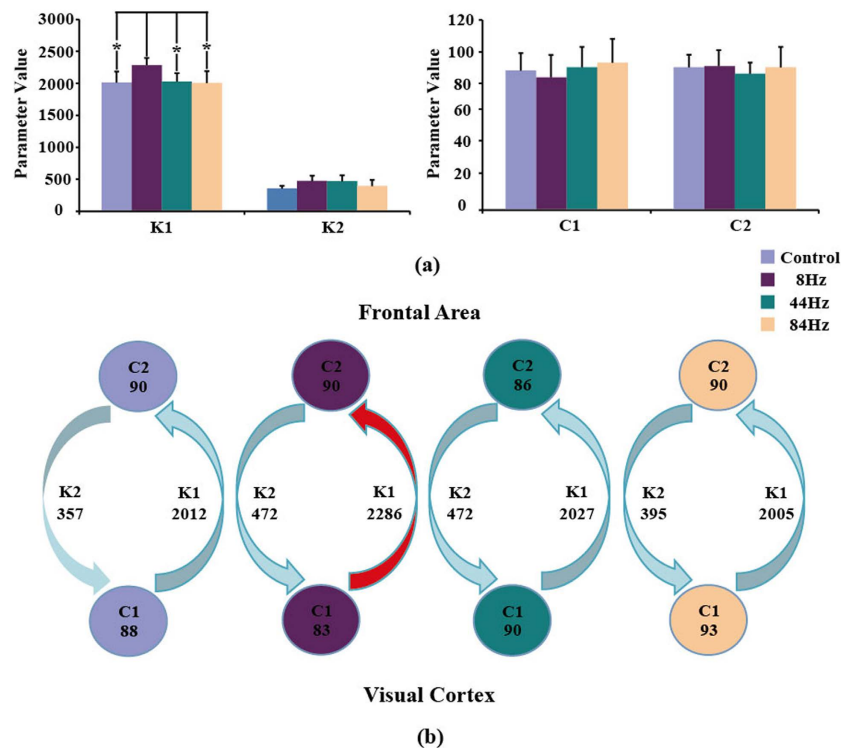 Parameter Value
3000
2500
2000
1500
1000
500
0
* * *
K1 K2
Parameter Value
120
100
80
60
40
20
0
C1 C2
(a)
Control
8Hz
44Hz
84Hz
Frontal Area
C2
90
C2
90
C2
86
C2
90
K2
357
K1
2012
K2
472
K1
2286
K2
472
K1
2027
K2
395
K1
2005
C1
88
C1
83
C1
90
C1
93
Visual Cortex
(b)